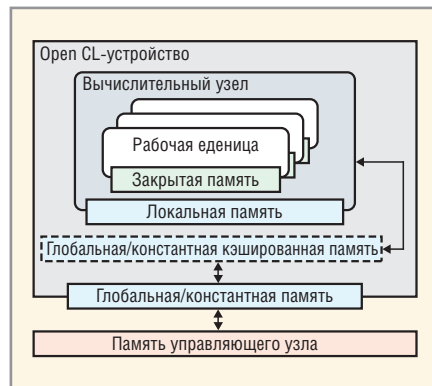 Open CL-устройство
Вычислительный узел
Рабочая еденица
Закрытая память
Локальная память
Глобальная/константная кэшированная память
Глобальная/константная память
Память управляющего узла